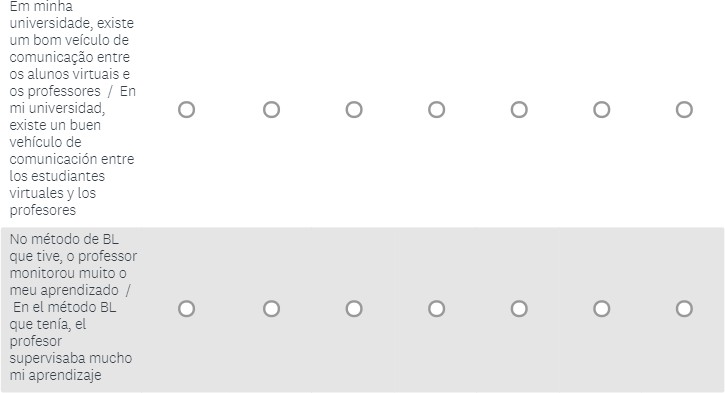 Em minha
universidade, existe
um bom veículo de
comunicação entre
os alunos virtuais e
os professores / En
mi universidad,
existe un buen
vehículo de
comunicación entre
los estudiantes
virtuales y los
profesores
No método de BL
que tive, o professor
monitorou muito o
meu aprendizado /
En el método BL
que tenía, el
profesor
supervisaba mucho
mi aprendizaje